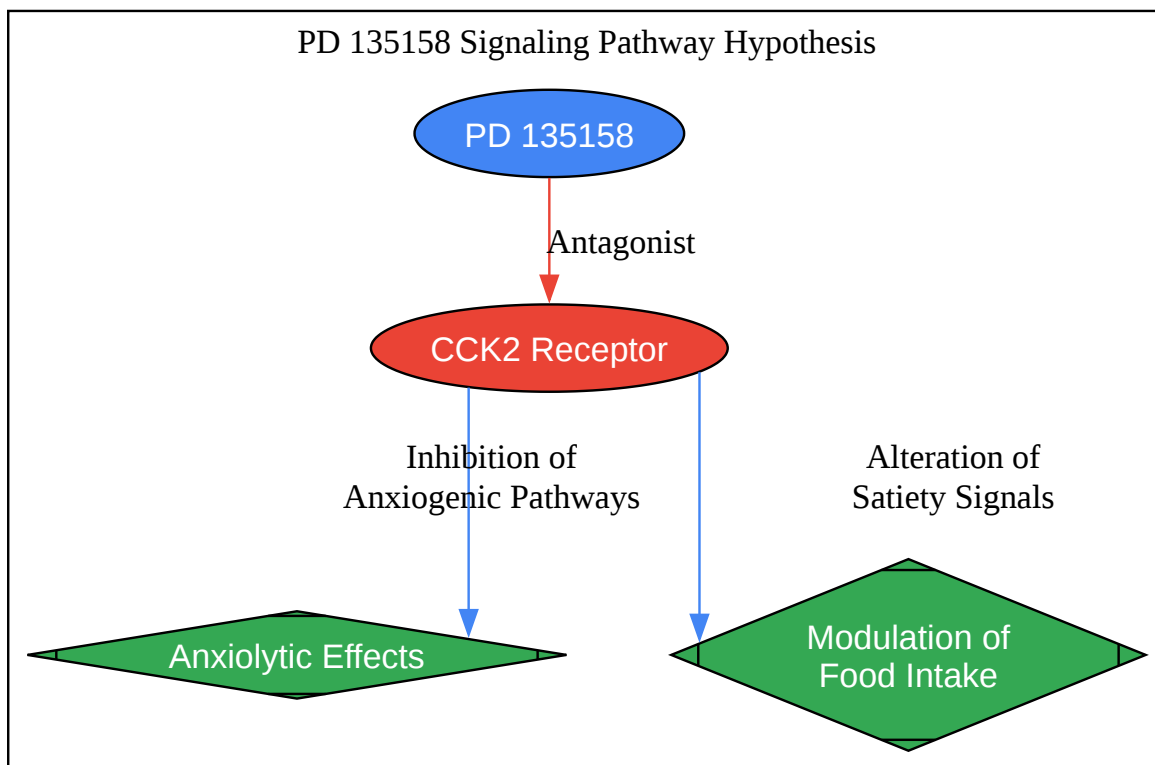 PD 135158 Signaling Pathway Hypothesis
PD 135158
Antagonist
CCK2 Receptor
Inhibition of
Anxiogenic Pathways
Alteration of
Satiety Signals
Anxiolytic Effects
Modulation of
Food Intake